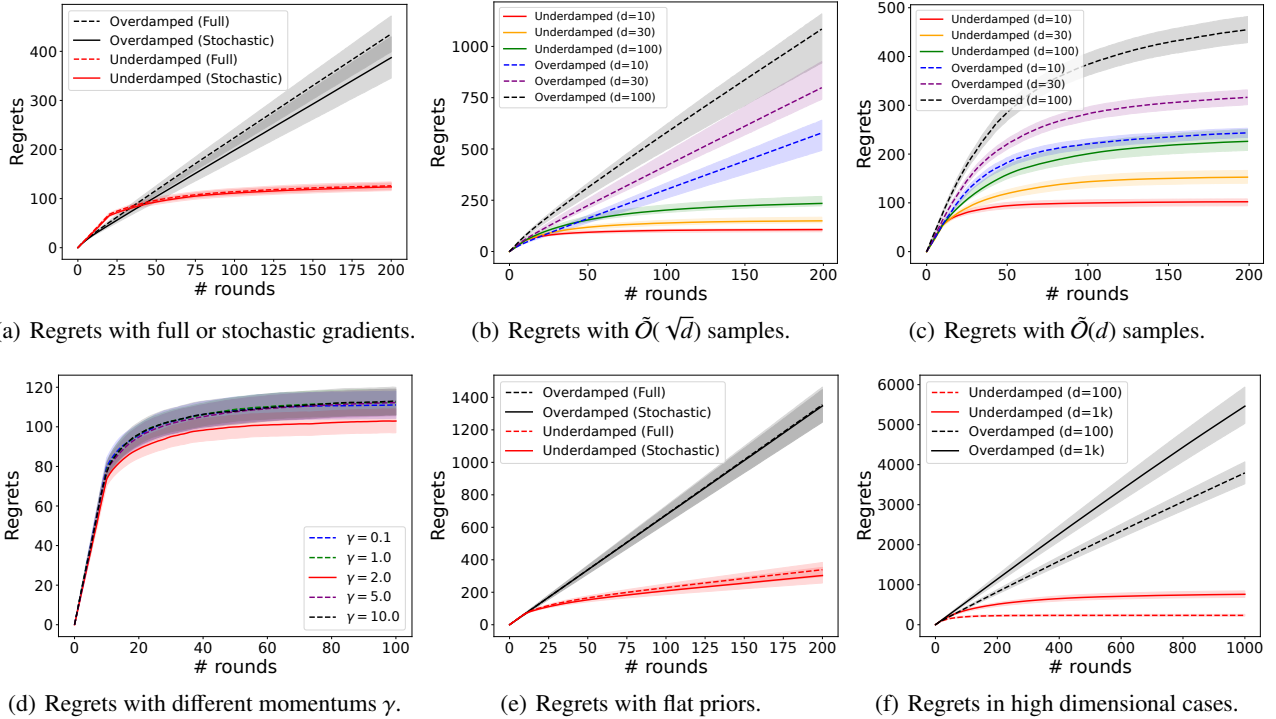 Overdamped (Full)
Overdamped (Stochastic)
Underdamped (Full)
Underdamped (Stochastic)
Regrets
400
300
200
100
0
0 25 50 75 100 125 150 175 200
# rounds
(a) Regrets with full or stochastic gradients.
Underdamped (d=10)
Underdamped (d=30)
Underdamped (d=100)
Overdamped (d=10)
Overdamped (d=30)
Overdamped (d=100)
Regrets
1000
750
500
250
0
0 25 50 75 100 125 150 175 200
# rounds
(b) Regrets with Õ(√d) samples.
Underdamped (d=10)
Underdamped (d=30)
Underdamped (d=100)
Overdamped (d=10)
Overdamped (d=30)
Overdamped (d=100)
Regrets
500
400
300
200
100
0
0 50 100 150 200
# rounds
(c) Regrets with Õ(d) samples.
Regrets
120
100
80
60
40
20
0
γ = 0.1
γ = 1.0
γ = 2.0
γ = 5.0
γ = 10.0
0 20 40 60 80 100
# rounds
(d) Regrets with different momentums γ.
Overdamped (Full)
Overdamped (Stochastic)
Underdamped (Full)
Underdamped (Stochastic)
Regrets
1400
1200
1000
800
600
400
200
0
0 25 50 75 100 125 150 175 200
# rounds
(e) Regrets with flat priors.
Underdamped (d=100)
Underdamped (d=1k)
Overdamped (d=100)
Overdamped (d=1k)
Regrets
6000
5000
4000
3000
2000
1000
0
0 200 400 600 800 1000
# rounds
(f) Regrets in high dimensional cases.